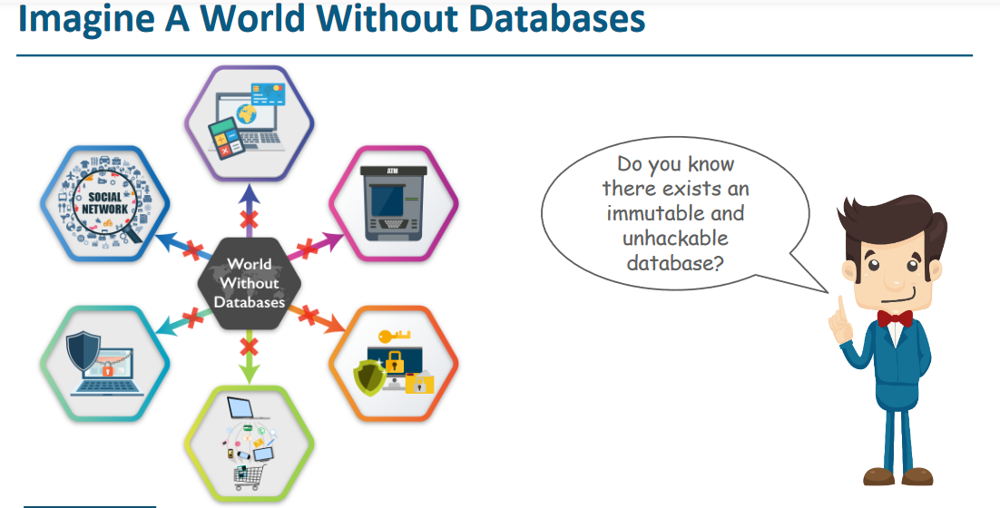 Imagine A World Without Databases
SOCIAL
NETWORK
ATM
World
Without
Databases
Do you know
there exists an
immutable and
unhackable
database?